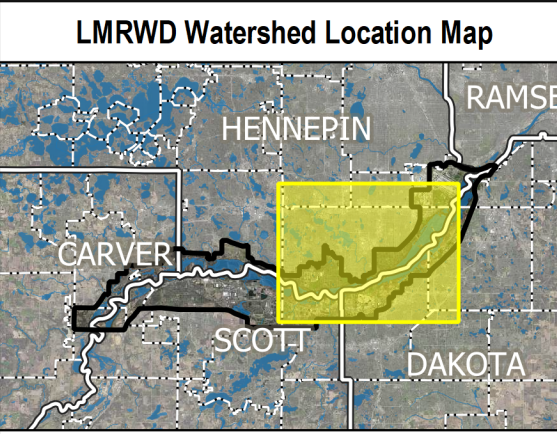 LMRWD Watershed Location Map
RAMSE
HENNEPIN
CARVER
SCOTT
DAKOTA